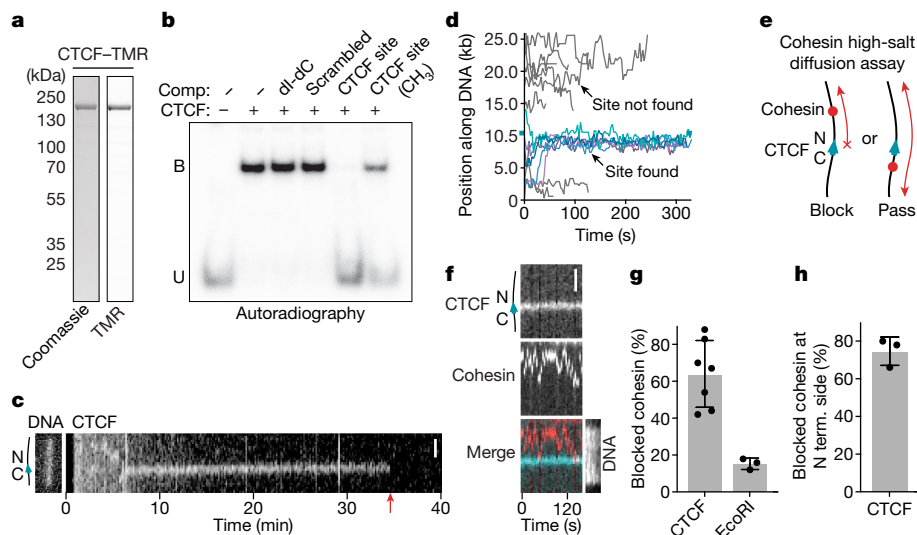 a
CTCF–TMR
(kDa)
250
130
100
70
55
35
25
Coomassie
TMR
b
Comp:
–
–
dI-dC
Scrambled
CTCF site
CTCF site
(CH3)
CTCF:
–
+
+
+
+
+
B
U
Autoradiography
c
DNA
CTCF
N
C
0
10
20
30
40
Time (min)
d
Position along DNA (kb)
25.0
20.0
15.0
10.5
5.0
0
Site not found
Site found
0
100
200
300
Time (s)
e
Cohesin high-salt
diffusion assay
Cohesin
N
CTCF
C
or
Block
Pass
f
CTCF
N
C
Cohesin
Merge
DNA
0
120
Time (s)
g
Blocked cohesin (%)
80
60
40
20
0
CTCF
EcoRI
h
Blocked cohesin at
N term. side (%)
80
60
40
20
0
CTCF